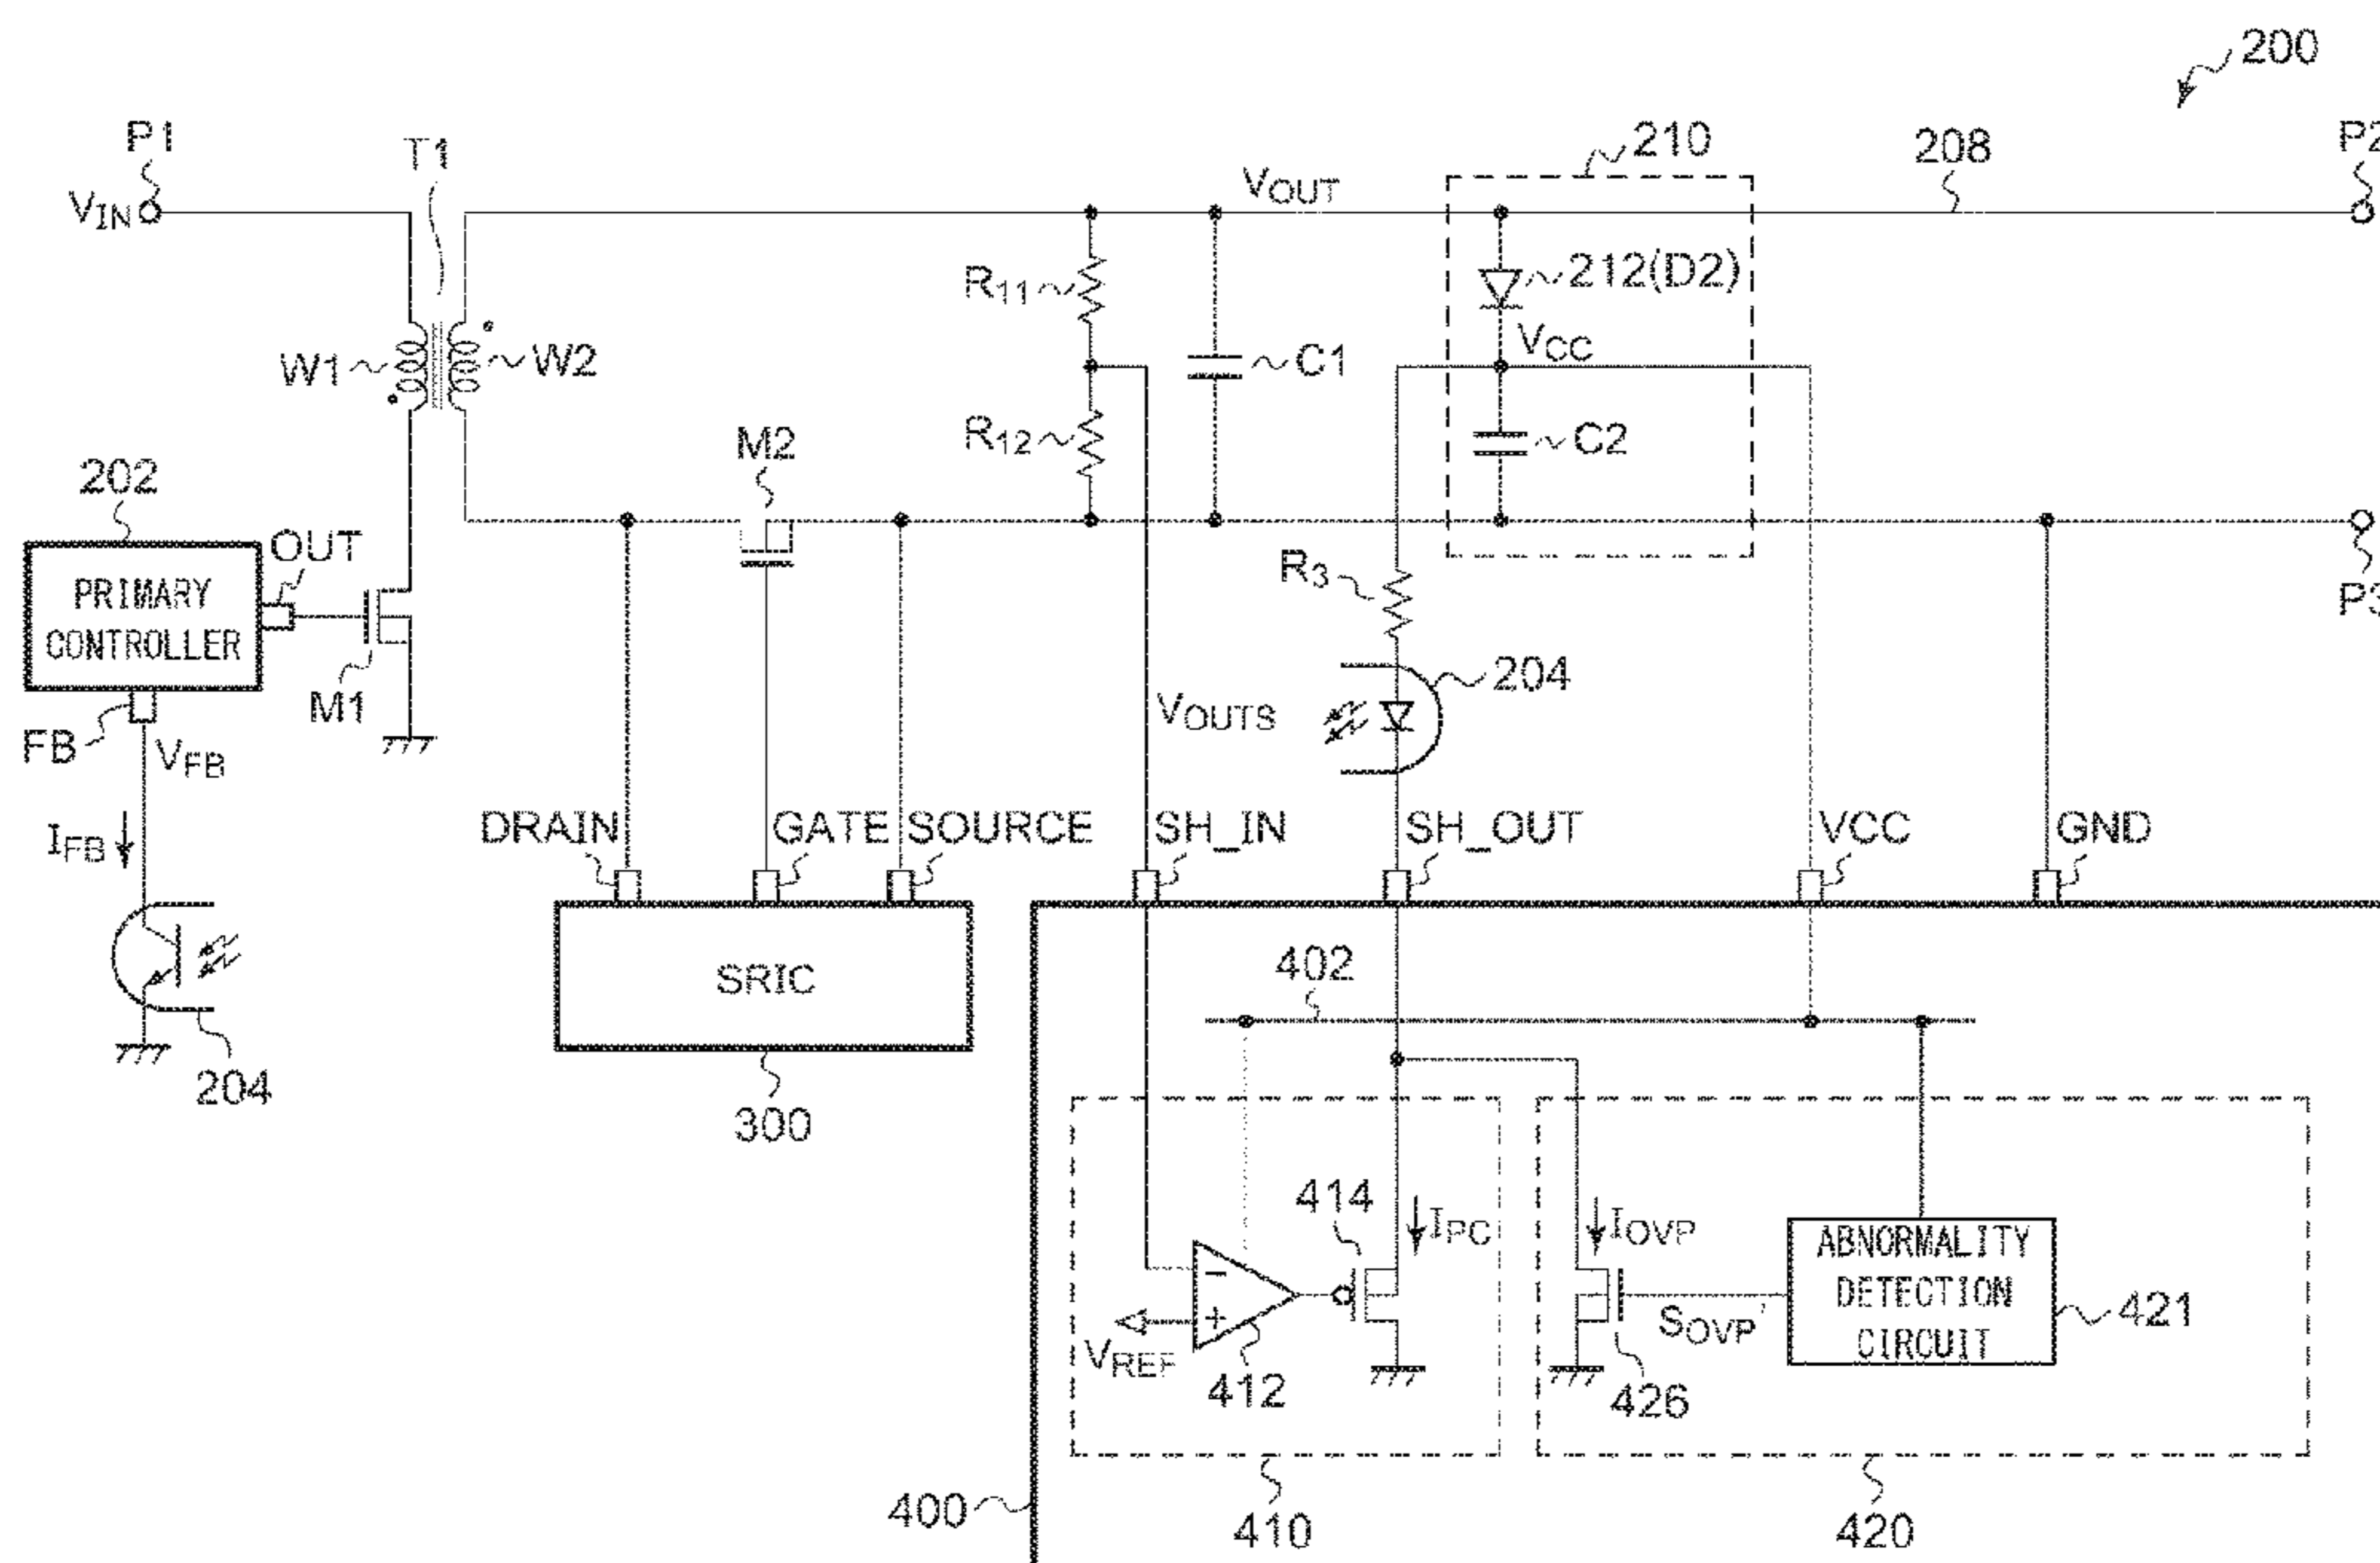 200
P1
T1
210
208
P2
VIN
VOUT
R11
212(D2)
VCC
W1
W2
C1
R12
C2
M2
202
OUT
R3
P3
PRIMARY
CONTROLLER
M1
204
VOUTS
FB
VFB
IFB
DRAIN
GATE
SOURCE
SH_IN
SH_OUT
VCC
GND
SRIC
402
204
300
414
IPC
IOVP
ABNORMALITY
DETECTION
CIRCUIT
421
SOVP'
VREF
412
426
400
410
420